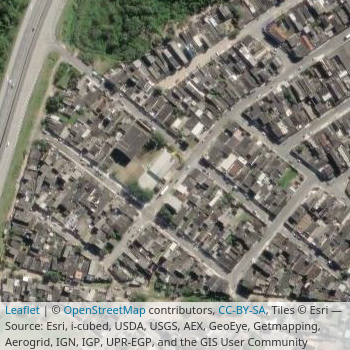 Leaflet | © OpenStreetMap contributors, CC-BY-SA, Tiles © Esri —
Source: Esri, i-cubed, USDA, USGS, AEX, GeoEye, Getmapping,
Aerogrid, IGN, IGP, UPR-EGP, and the GIS User Community